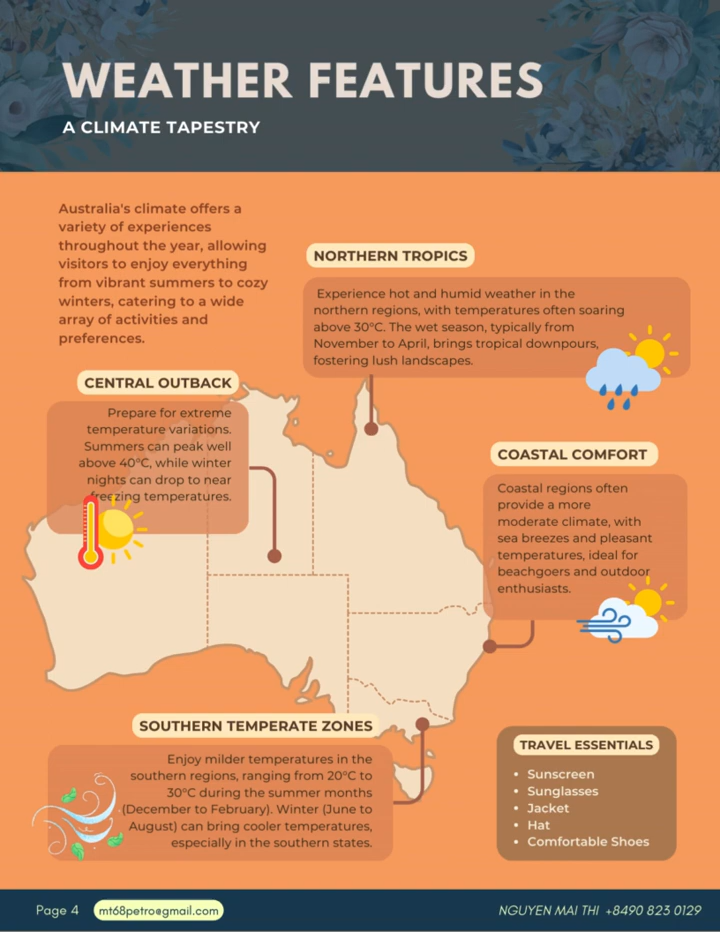 WEATHER FEATURES
A CLIMATE TAPESTRY
Australia's climate offers a
variety of experiences
throughout the year, allowing
visitors to enjoy everything
from vibrant summers to cozy
winters, catering to a wide
array of activities and
preferences.
NORTHERN TROPICS
Experience hot and humid weather in the
northern regions, with temperatures often soaring
above 30°C. The wet season, typically from
November to April, brings tropical downpours,
fostering lush landscapes.
CENTRAL OUTBACK
Prepare for extreme
temperature variations.
Summers can peak well
above 40°C, while winter
nights can drop to near
freezing temperatures.
COASTAL COMFORT
Coastal regions often
provide a more
moderate climate, with
sea breezes and pleasant
temperatures, ideal for
beachgoers and outdoor
enthusiasts.
SOUTHERN TEMPERATE ZONES
Enjoy milder temperatures in the
southern regions, ranging from 20°C to
30°C during the summer months
(December to February). Winter (June to
August) can bring cooler temperatures,
especially in the southern states.
TRAVEL ESSENTIALS
• Sunscreen
• Sunglasses
• Jacket
• Hat
• Comfortable Shoes
Page 4
mt68petro@gmail.com
NGUYEN MAI THI +8490 823 0129